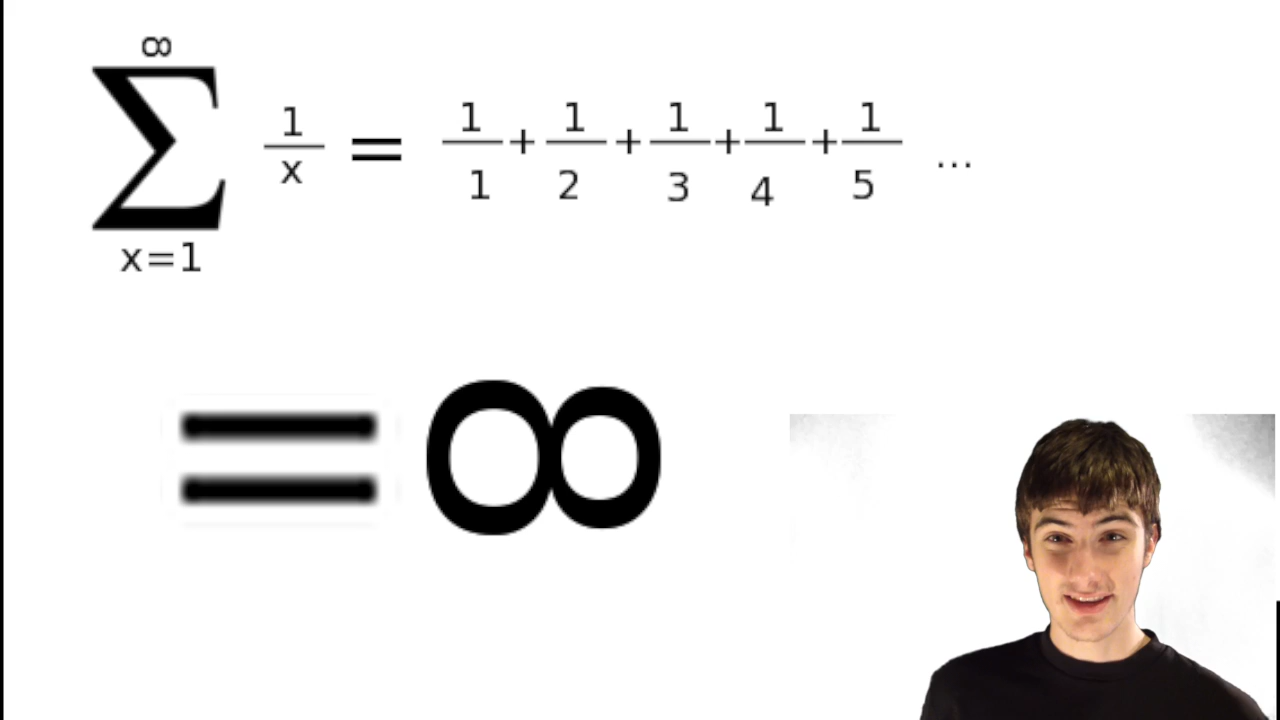 ∞
∑ 1/x = 1/1 + 1/2 + 1/3 + 1/4 + 1/5 ...
x=1
= ∞